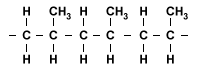 H CH₃ H CH₃ H CH₃
– C – C – C – C – C – C –
H H H H H H